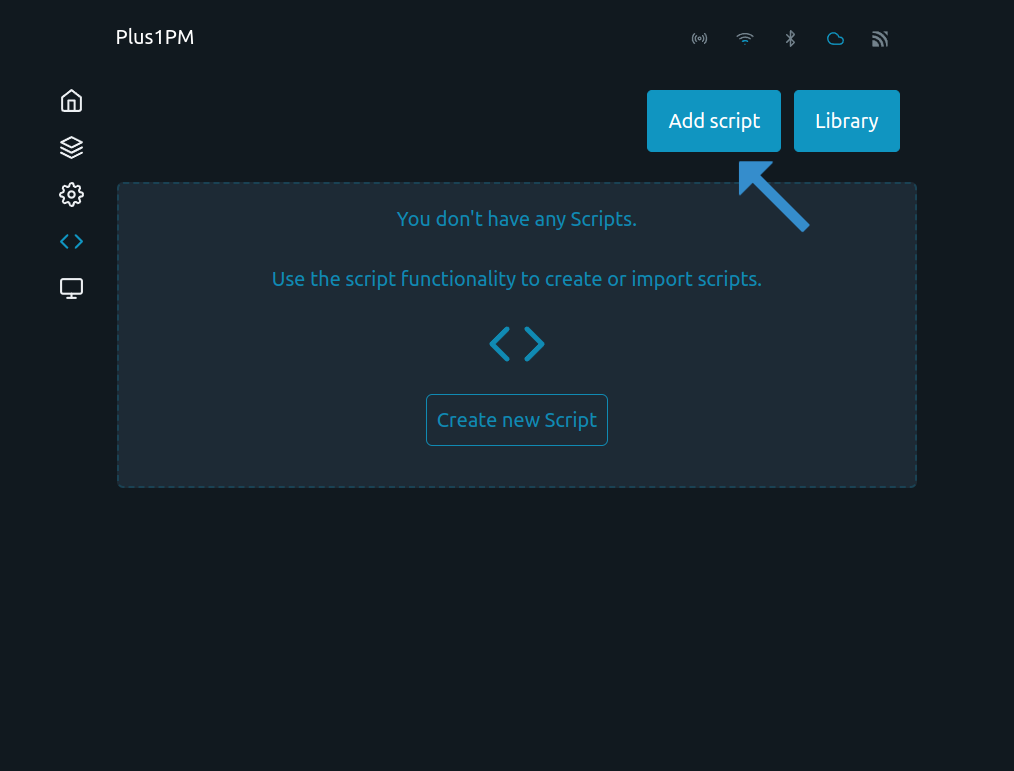 Plus1PM
Add script
Library
You don't have any Scripts.
Use the script functionality to create or import scripts.
Create new Script